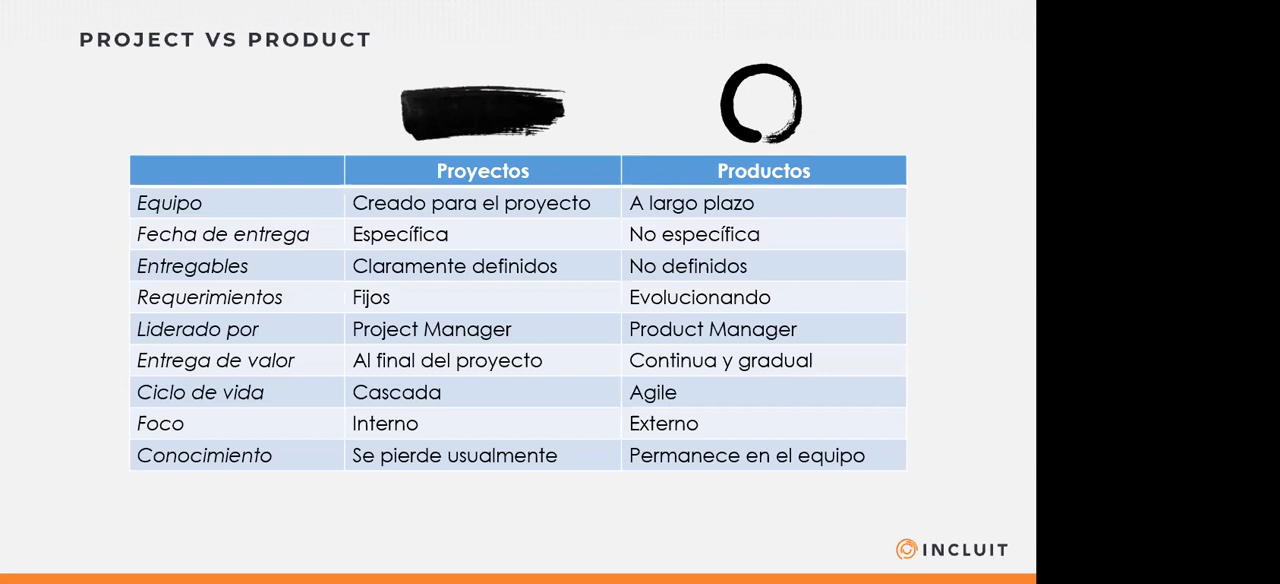 PROJECT VS PRODUCT
Proyectos Productos
Equipo Creado para el proyecto A largo plazo
Fecha de entrega Específica No específica
Entregables Claramente definidos No definidos
Requerimientos Fijos Evolucionando
Liderado por Project Manager Product Manager
Entrega de valor Al final del proyecto Continua y gradual
Ciclo de vida Cascada Agile
Foco Interno Externo
Conocimiento Se pierde usualmente Permanece en el equipo
INCLUIT